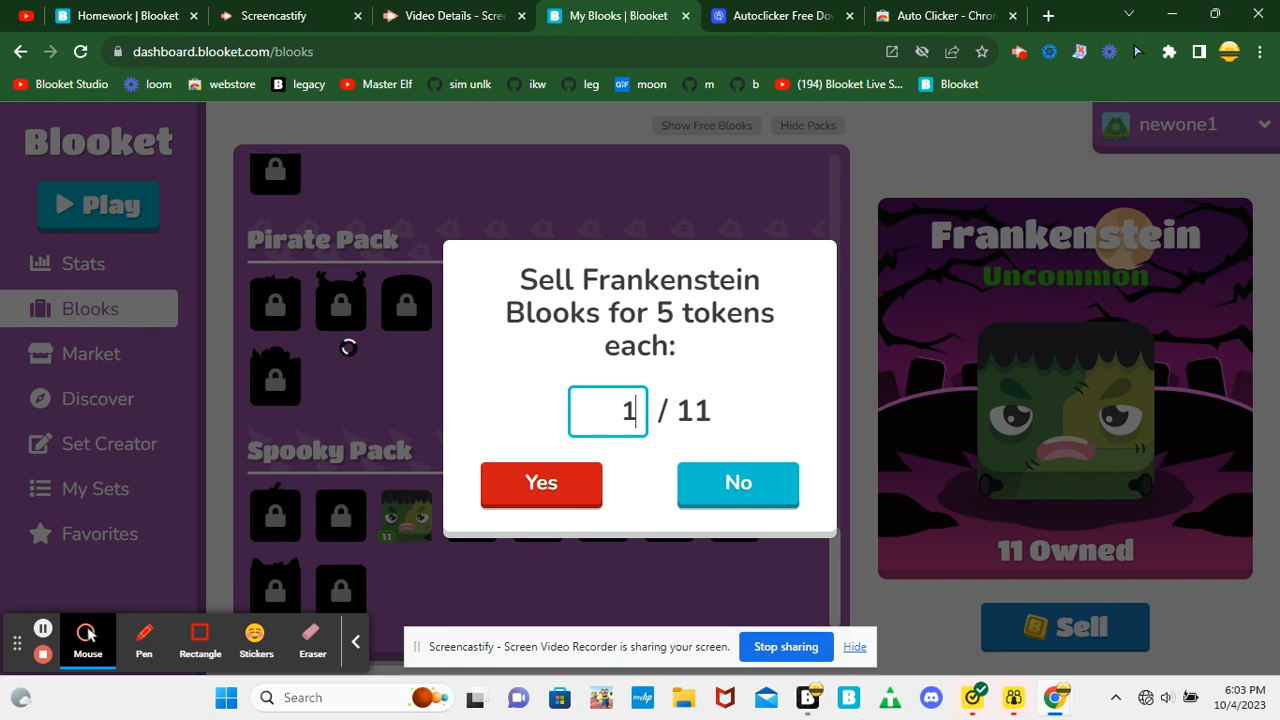 Homework | Blooket
Screencastify
Video Details - Scre
My Blooks | Blooket
Autoclicker Free Do
Auto Clicker - Chro
dashboard.blooket.com/blooks
Blooket Studio
loom
webstore
legacy
Master Elf
sim unlk
ikw
leg
GIF
moon
m
b
(194) Blooket Live S...
Blooket
Show Free Blooks
Hide Packs
newone1
Blooket
Play
Stats
Blooks
Market
Discover
Set Creator
My Sets
Favorites
Pirate Pack
Spooky Pack
11
Sell Frankenstein
Blooks for 5 tokens
each:
1 / 11
Yes
No
Frankenstein
Uncommon
11 Owned
Sell
Mouse
Pen
Rectangle
Stickers
Eraser
Screencastify - Screen Video Recorder is sharing your screen.
Stop sharing
Hide
Search
myhp
6:03 PM
10/4/2023